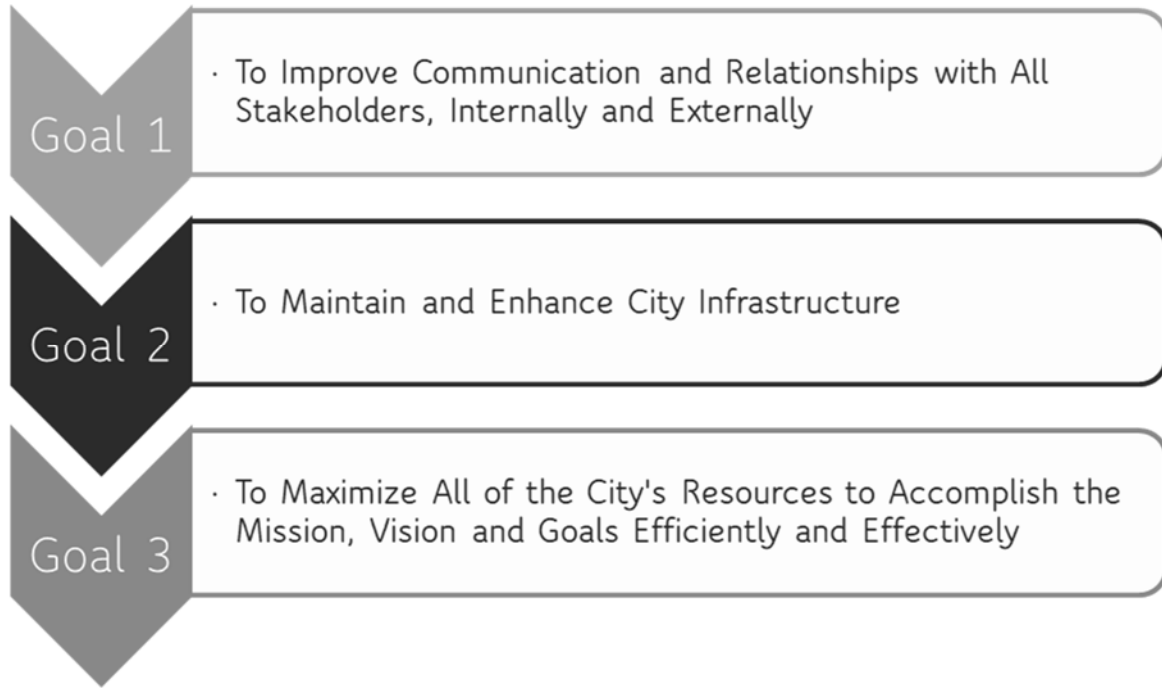 Goal 1
· To Improve Communication and Relationships with All
Stakeholders, Internally and Externally
Goal 2
· To Maintain and Enhance City Infrastructure
Goal 3
· To Maximize All of the City's Resources to Accomplish the
Mission, Vision and Goals Efficiently and Effectively